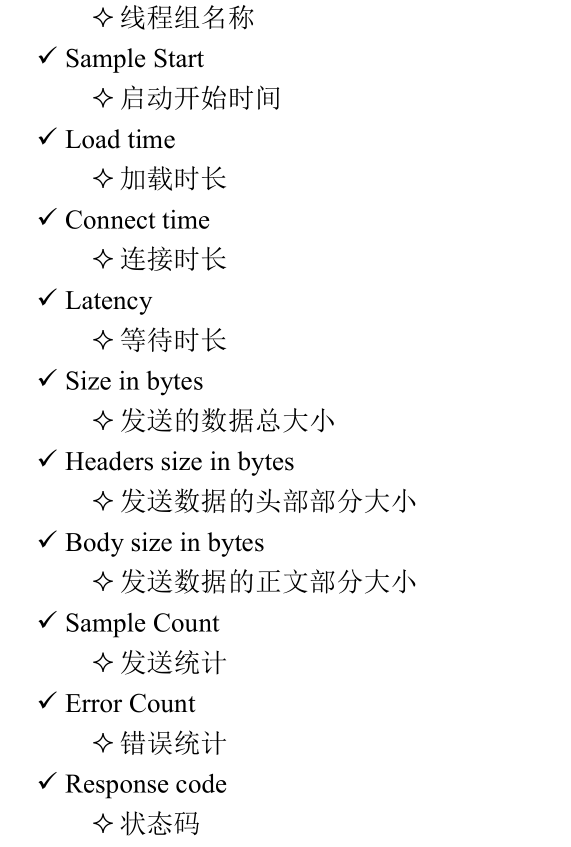 ✧ 线程组名称
✓ Sample Start
✧ 启动开始时间
✓ Load time
✧ 加载时长
✓ Connect time
✧ 连接时长
✓ Latency
✧ 等待时长
✓ Size in bytes
✧ 发送的数据总大小
✓ Headers size in bytes
✧ 发送数据的头部部分大小
✓ Body size in bytes
✧ 发送数据的正文部分大小
✓ Sample Count
✧ 发送统计
✓ Error Count
✧ 错误统计
✓ Response code
✧ 状态码